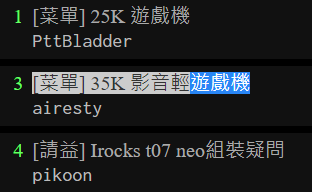 1 [菜單] 25K 遊戲機
PttBladder
3 [菜單] 35K 影音輕遊戲機
airesty
4 [請益] Irocks t07 neo組裝疑問
pikoon